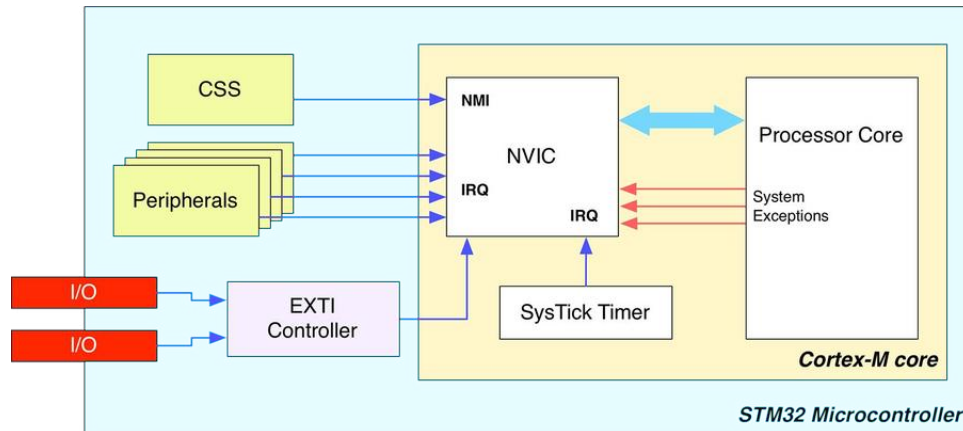 CSS
NMI
NVIC
Processor Core
Peripherals
IRQ
IRQ
System
Exceptions
I/O
I/O
EXTI
Controller
SysTick Timer
Cortex-M core
STM32 Microcontroller